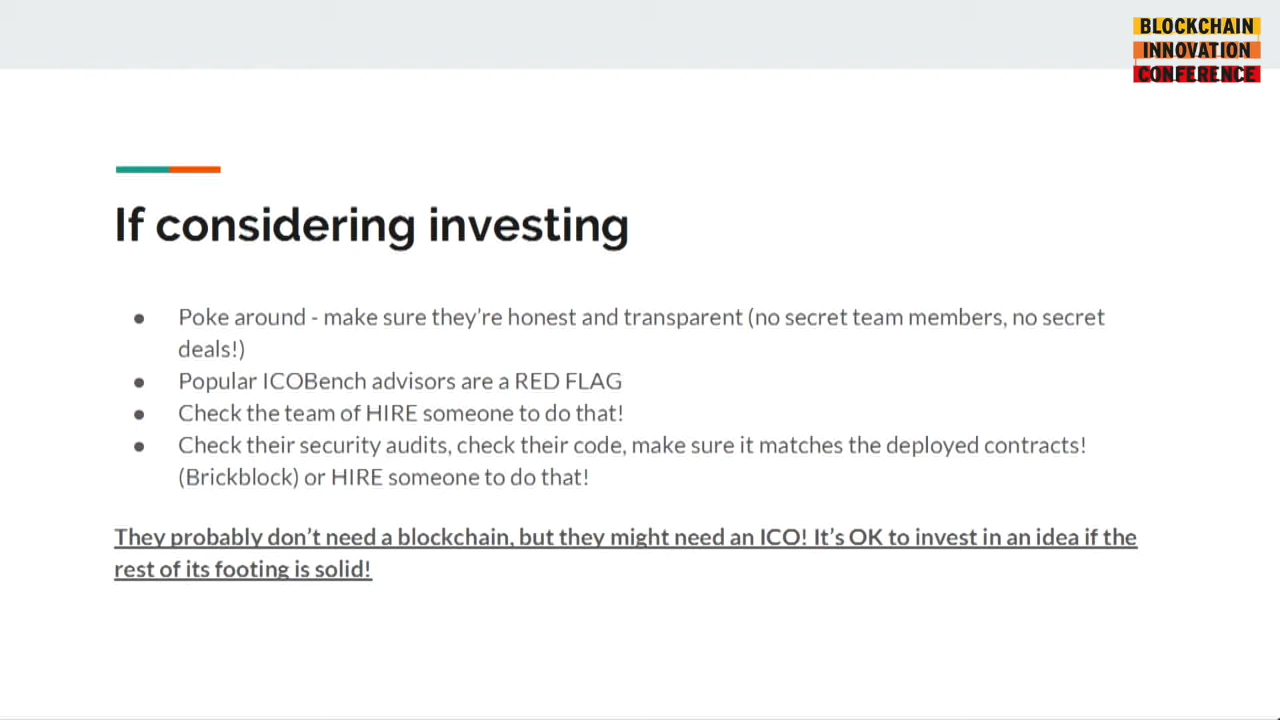 BLOCKCHAIN
INNOVATION
CONFERENCE
If considering investing
● Poke around - make sure they're honest and transparent (no secret team members, no secret
deals!)
● Popular ICOBench advisors are a RED FLAG
● Check the team of HIRE someone to do that!
● Check their security audits, check their code, make sure it matches the deployed contracts!
(Brickblock) or HIRE someone to do that!
They probably don't need a blockchain, but they might need an ICO! It's OK to invest in an idea if the
rest of its footing is solid!